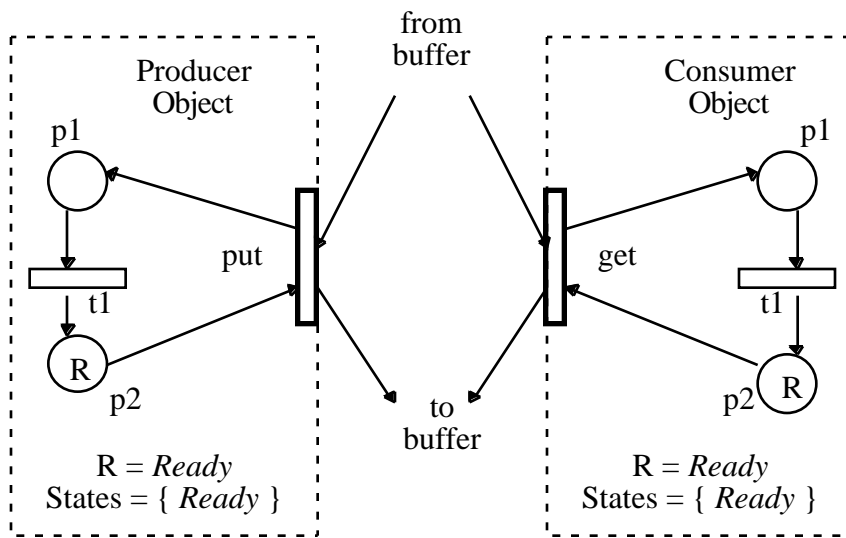 from
buffer
Producer
Object
Consumer
Object
p1
p1
put
get
t1
t1
R
R
p2
p2
to
buffer
R = Ready
States = { Ready }
R = Ready
States = { Ready }